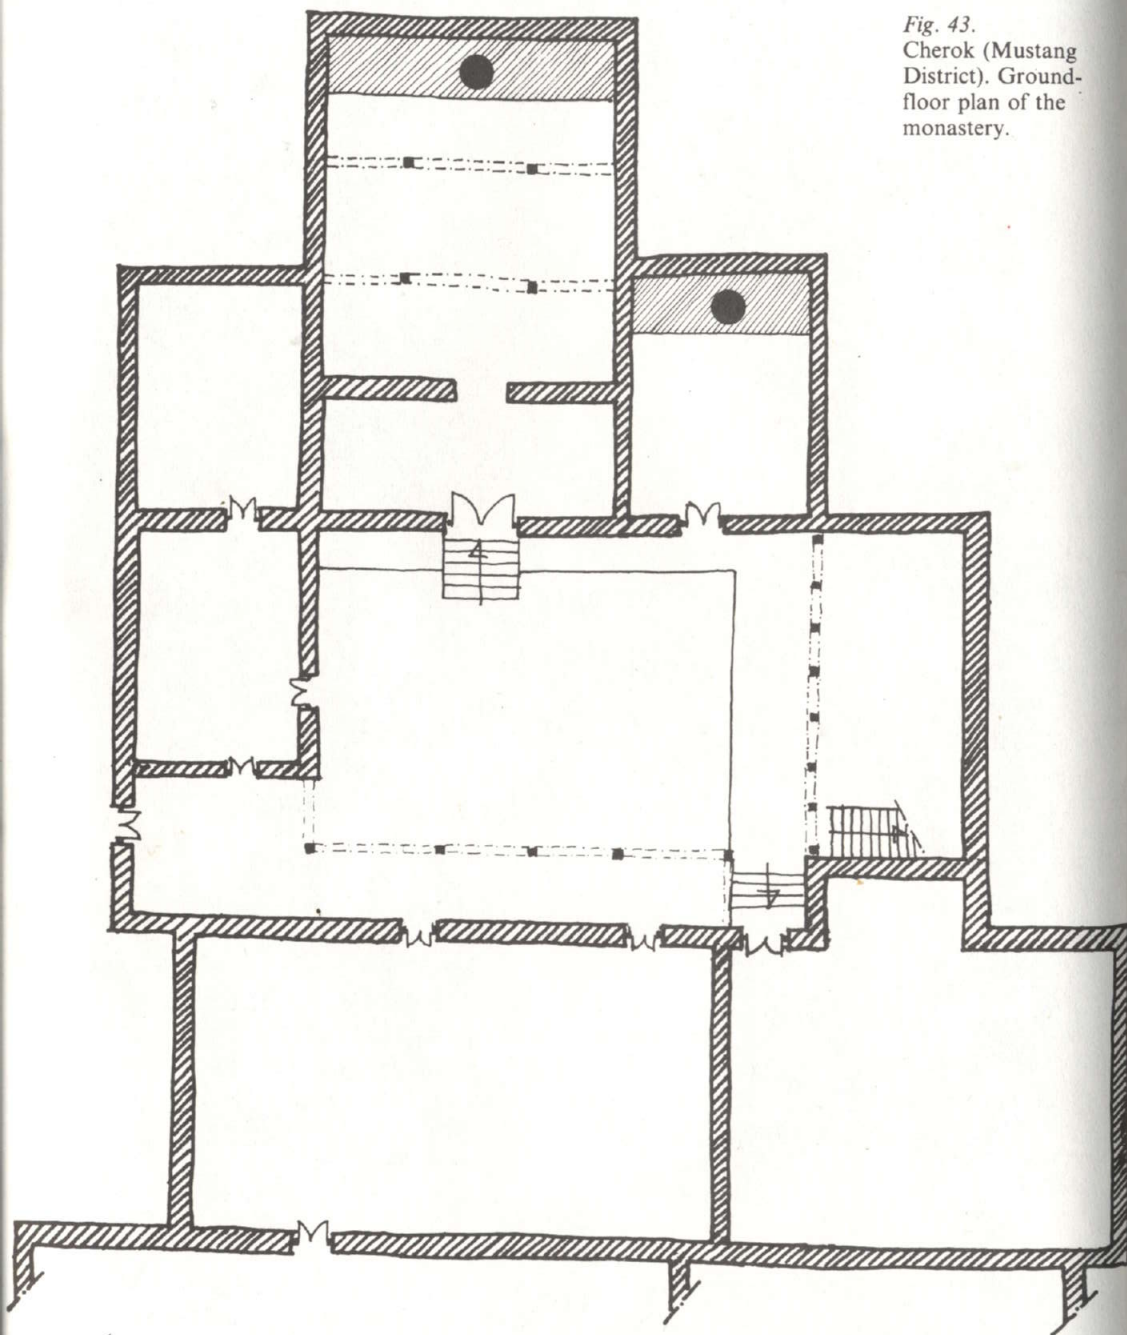 Fig. 43.
Cherok (Mustang
District). Ground-
floor plan of the
monastery.